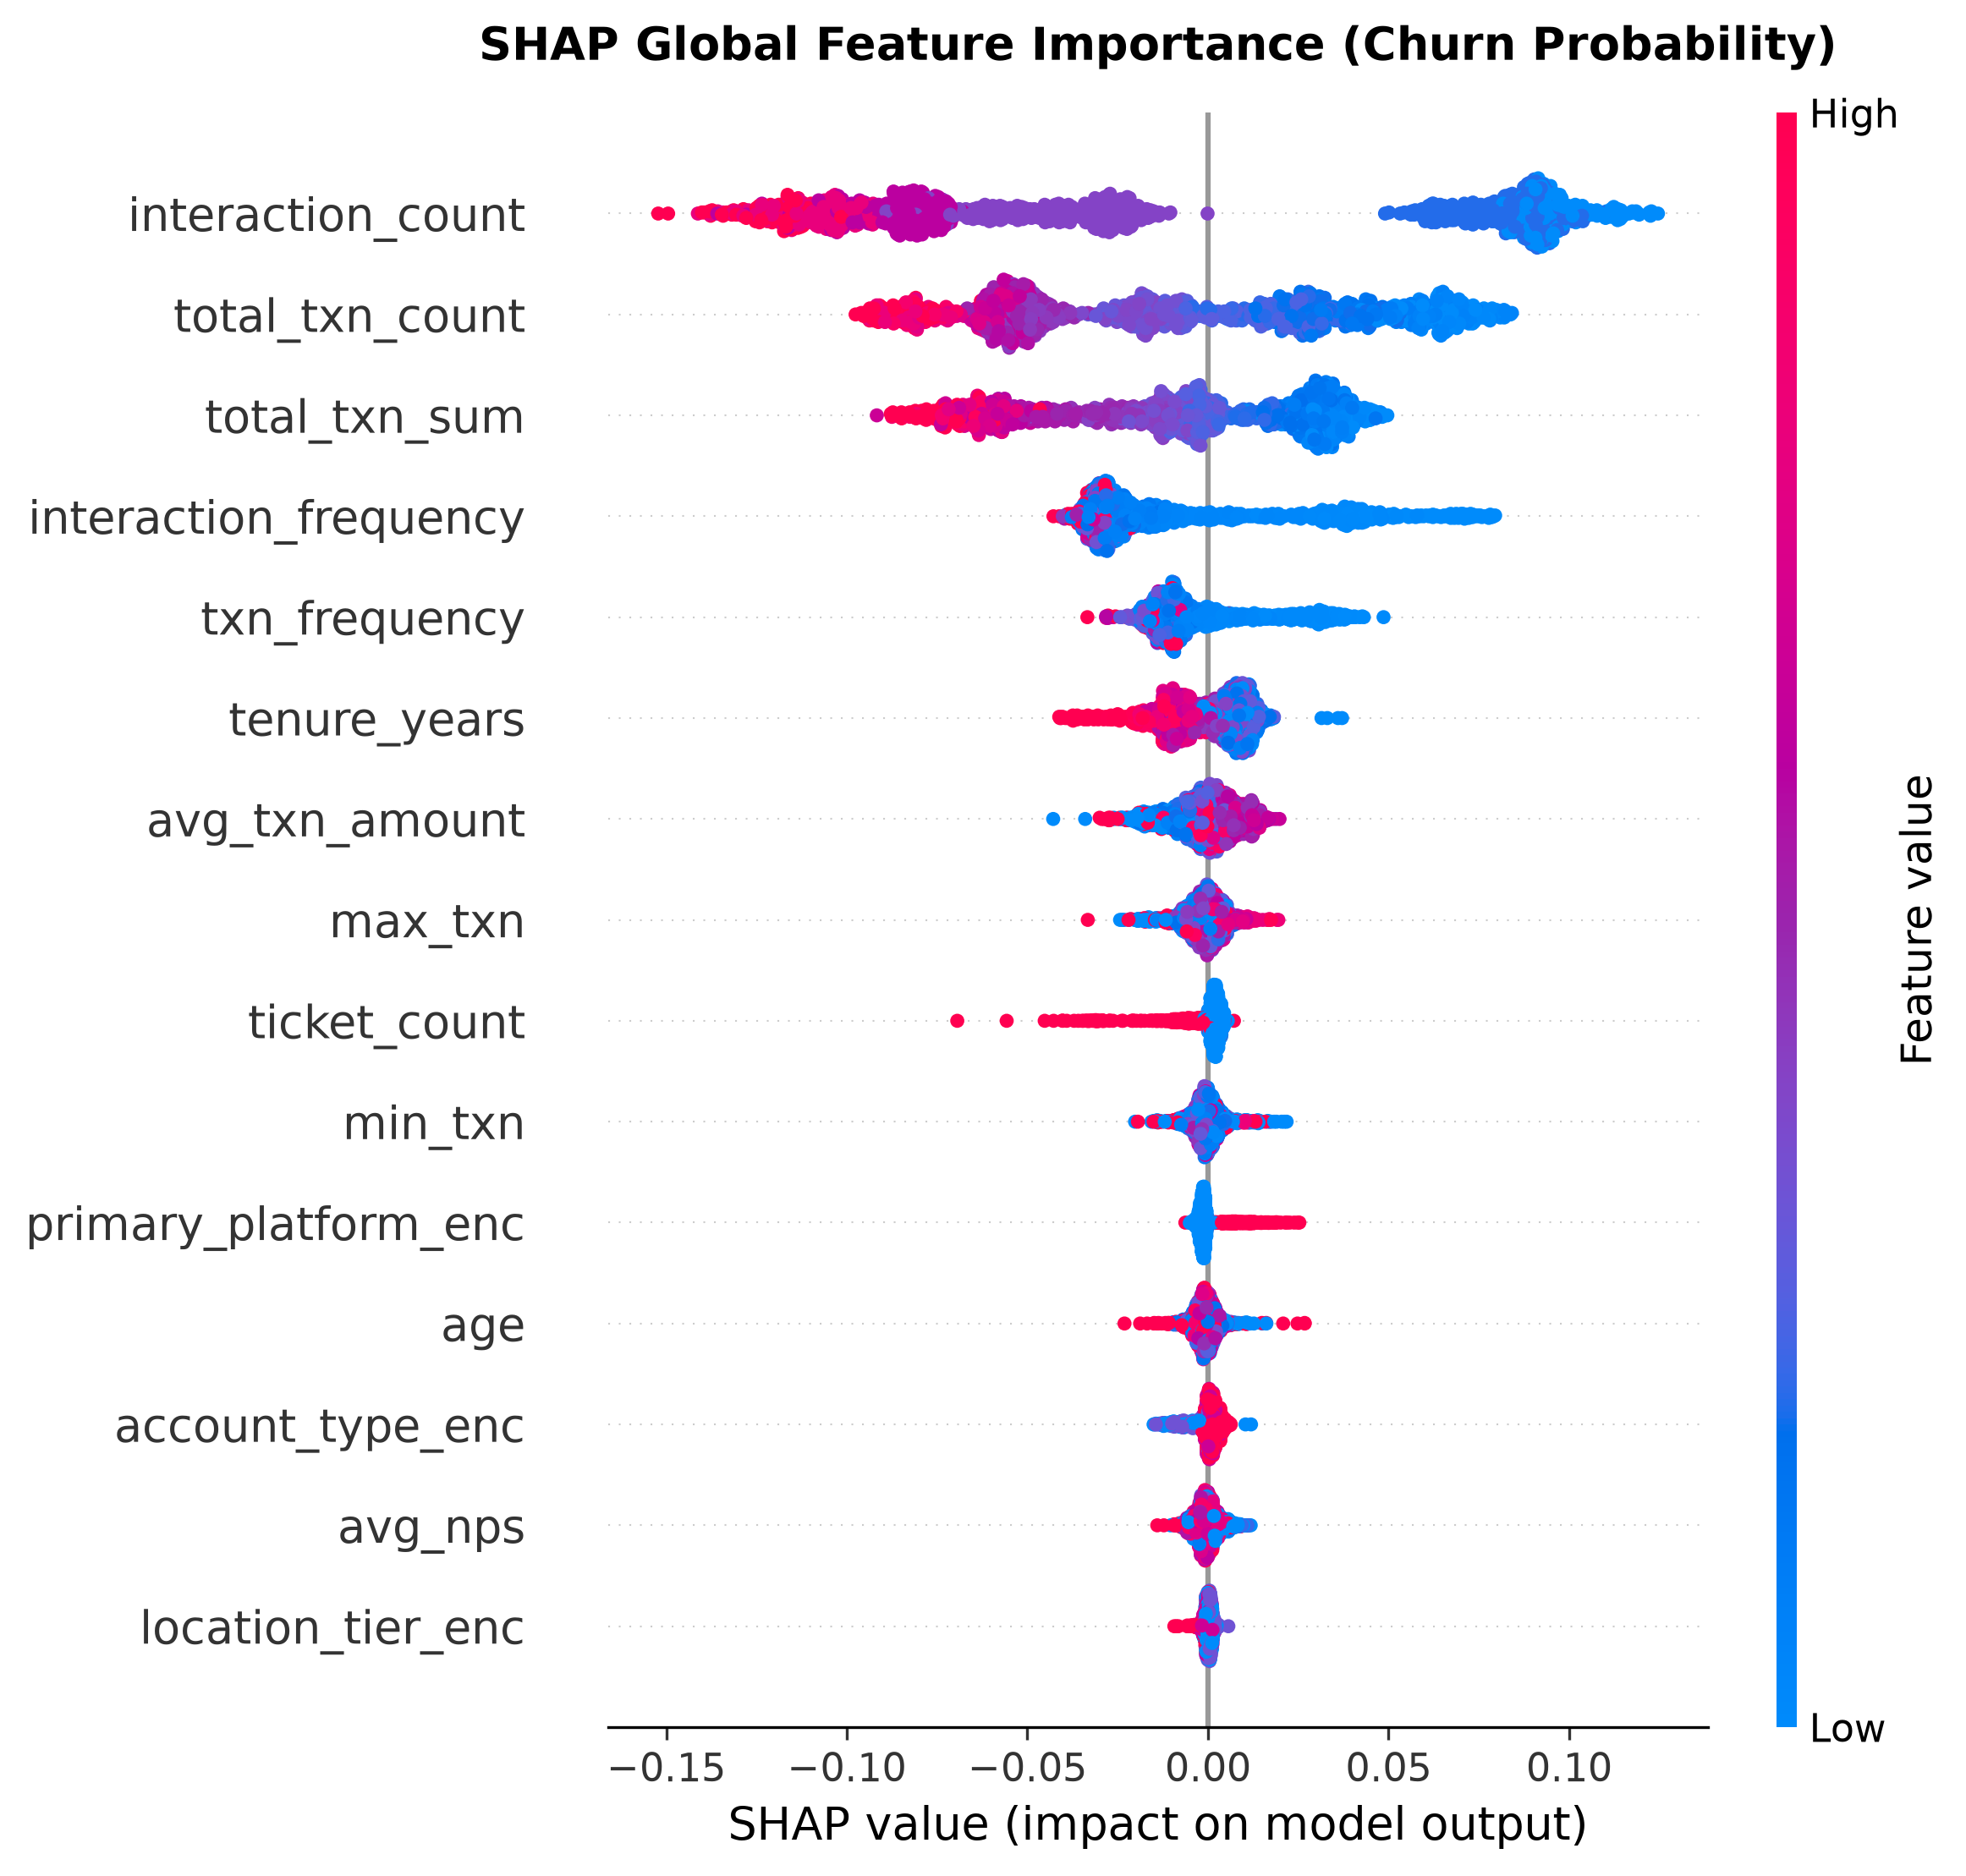 SHAP Global Feature Importance (Churn Probability)
High
interaction_count
total_txn_count
total_txn_sum
interaction_frequency
txn_frequency
tenure_years
avg_txn_amount
max_txn
ticket_count
min_txn
primary_platform_enc
age
account_type_enc
avg_nps
location_tier_enc
Feature value
Low
−0.15 −0.10 −0.05 0.00 0.05 0.10
SHAP value (impact on model output)